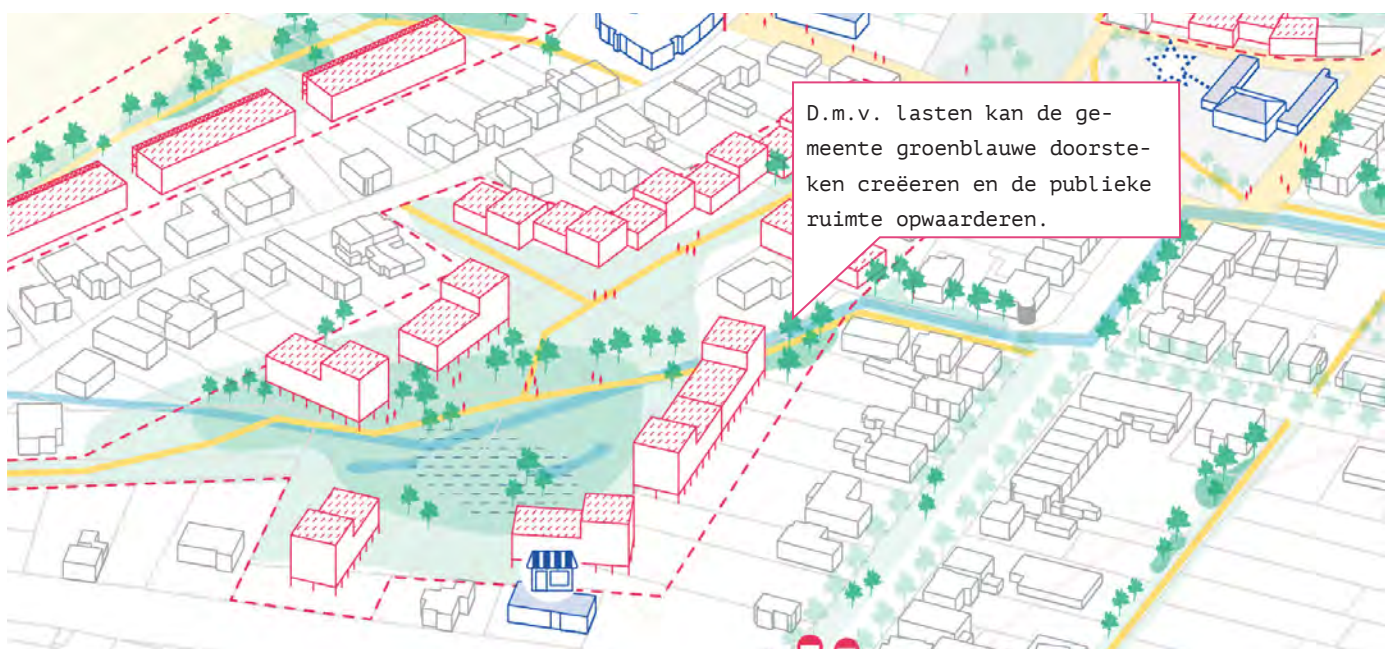 D.m.v. lasten kan de ge-
meente groenblauwe doorste-
ken creëeren en de publieke
ruimte opwaarderen.